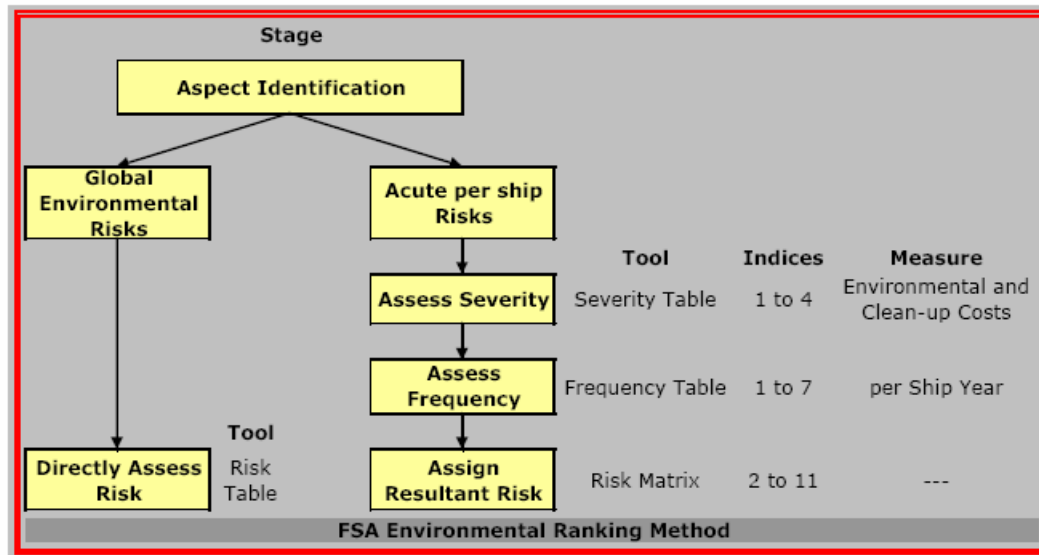 Stage
Aspect Identification
Global
Environmental
Risks
Acute per ship
Risks
Tool Indices Measure
Assess Severity Severity Table 1 to 4 Environmental and
Clean-up Costs
Assess
Frequency Frequency Table 1 to 7 per Ship Year
Tool
Directly Assess
Risk
Risk
Table
Assign
Resultant Risk Risk Matrix 2 to 11 ---
FSA Environmental Ranking Method